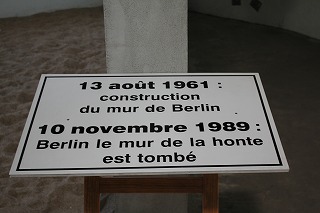 13 août 1961 :
construction
du mur de Berlin
10 novembre 1989 :
Berlin le mur de la honte
est tombé